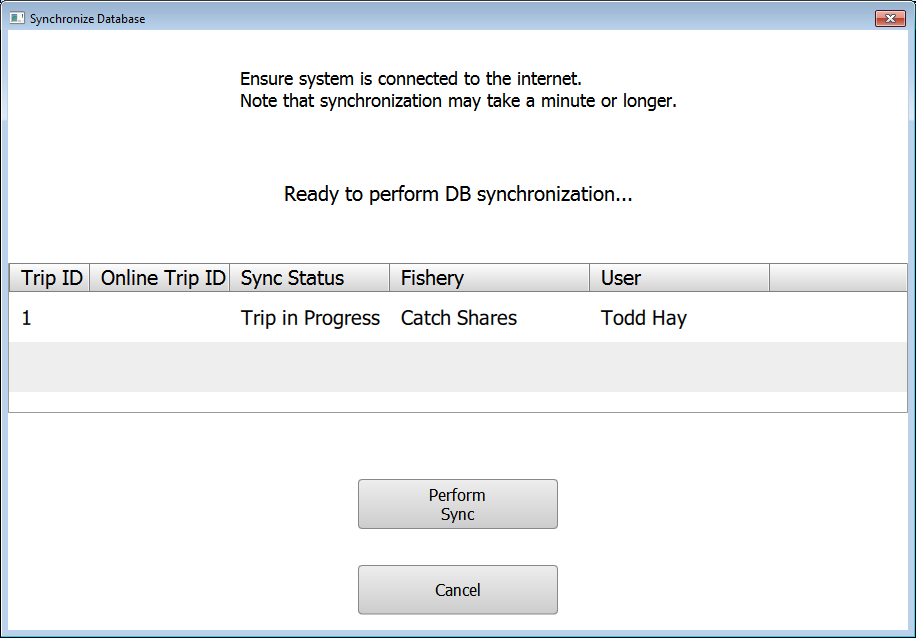 Synchronize Database
Ensure system is connected to the internet.
Note that synchronization may take a minute or longer.
Ready to perform DB synchronization...
Trip ID Online Trip ID Sync Status Fishery User
1 Trip in Progress Catch Shares Todd Hay
Perform
Sync
Cancel